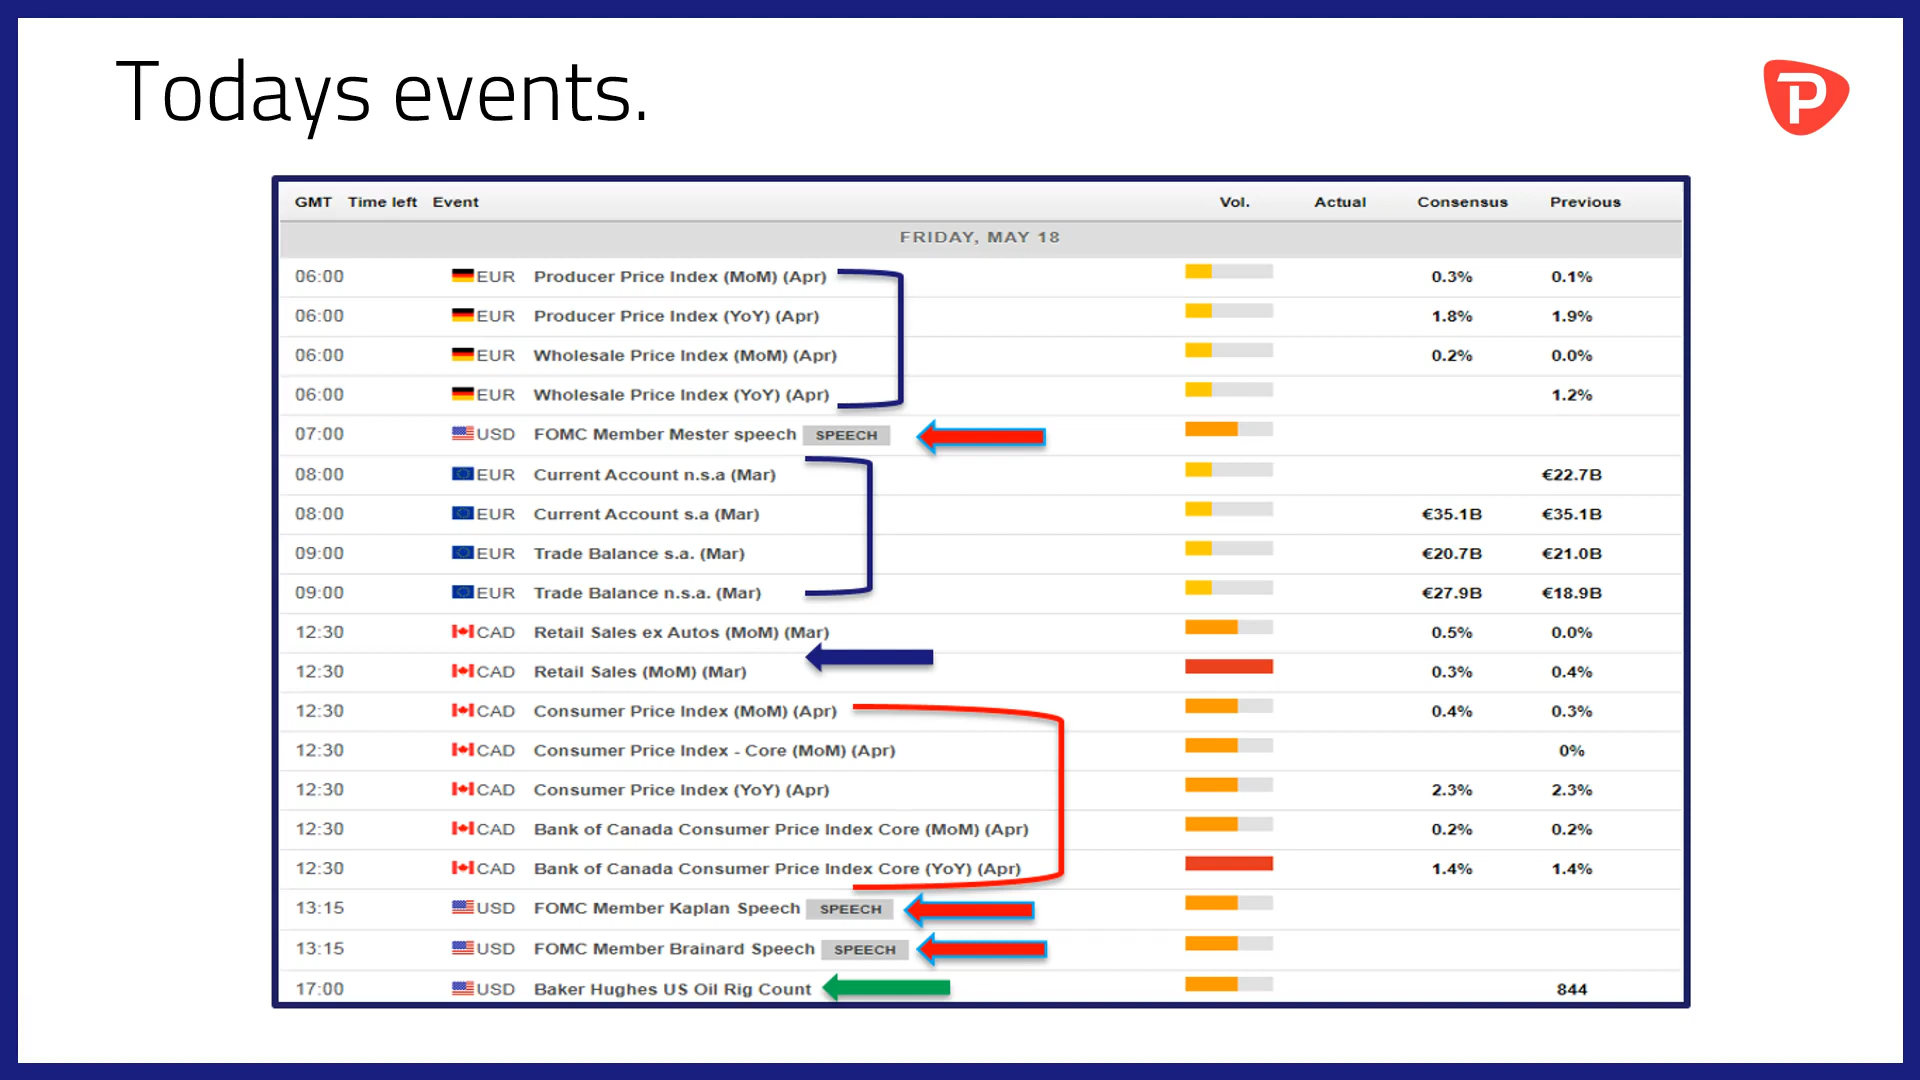 Todays events.
P
GMT Time left Event Vol. Actual Consensus Previous
FRIDAY, MAY 18
06:00 EUR Producer Price Index (MoM) (Apr) 0.3% 0.1%
06:00 EUR Producer Price Index (YoY) (Apr) 1.8% 1.9%
06:00 EUR Wholesale Price Index (MoM) (Apr) 0.2% 0.0%
06:00 EUR Wholesale Price Index (YoY) (Apr) 1.2%
07:00 USD FOMC Member Mester speech SPEECH
08:00 EUR Current Account n.s.a (Mar) €22.7B
08:00 EUR Current Account s.a (Mar) €35.1B €35.1B
09:00 EUR Trade Balance s.a. (Mar) €20.7B €21.0B
09:00 EUR Trade Balance n.s.a. (Mar) €27.9B €18.9B
12:30 CAD Retail Sales ex Autos (MoM) (Mar) 0.5% 0.0%
12:30 CAD Retail Sales (MoM) (Mar) 0.3% 0.4%
12:30 CAD Consumer Price Index (MoM) (Apr) 0.4% 0.3%
12:30 CAD Consumer Price Index - Core (MoM) (Apr) 0%
12:30 CAD Consumer Price Index (YoY) (Apr) 2.3% 2.3%
12:30 CAD Bank of Canada Consumer Price Index Core (MoM) (Apr) 0.2% 0.2%
12:30 CAD Bank of Canada Consumer Price Index Core (YoY) (Apr) 1.4% 1.4%
13:15 USD FOMC Member Kaplan Speech SPEECH
13:15 USD FOMC Member Brainard Speech SPEECH
17:00 USD Baker Hughes US Oil Rig Count 844